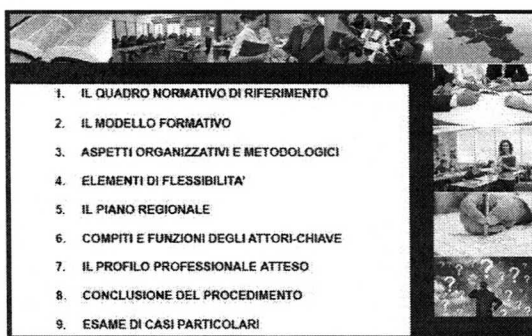 1. IL QUADRO NORMATIVO DI RIFERIMENTO
2. IL MODELLO FORMATIVO
3. ASPETTI ORGANIZZATIVI E METODOLOGICI
4. ELEMENTI DI FLESSIBILITA'
5. IL PIANO REGIONALE
6. COMPITI E FUNZIONI DEGLI ATTORI-CHIAVE
7. IL PROFILO PROFESSIONALE ATTESO
8. CONCLUSIONE DEL PROCEDIMENTO
9. ESAME DI CASI PARTICOLARI